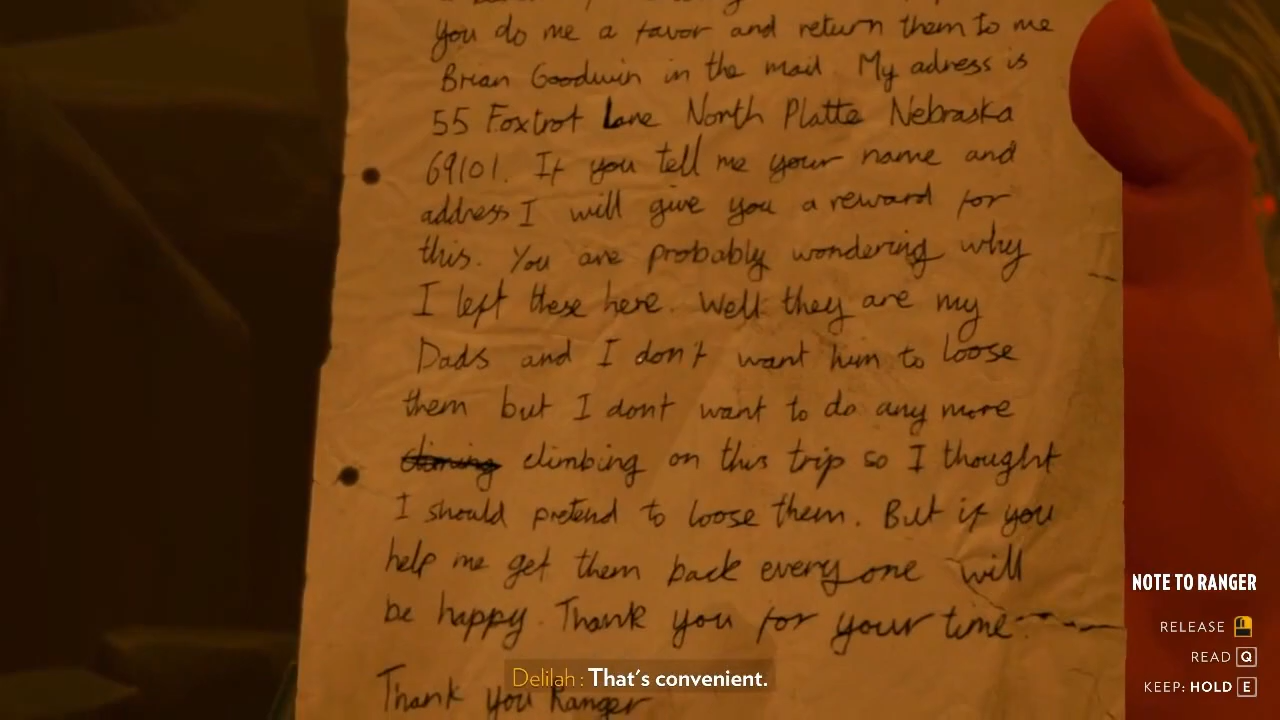 You do me a favor and return them to me
Brian Goodwin in the mail My adress is
55 Foxtrot Lane North Platte Nebraska
69101. If you tell me your name and
address I will give you a reward for
this. You are probably wondering why
I left these here. Well they are my
Dads and I don't want him to loose
them but I dont want to do any more
climing climbing on this trip so I thought
I should pretend to loose them. But if you
help me get them back every one will
be happy. Thank you for your time.
Thank you Ranger
Delilah: That's convenient.
NOTE TO RANGER
RELEASE
READ Q
KEEP: HOLD E